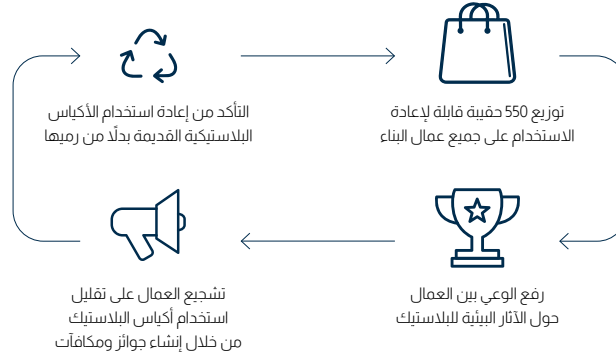 توزيع 550 حقيبة قابلة لإعادة
الاستخدام على جميع عمال البناء
التأكد من إعادة استخدام الأكياس
البلاستيكية القديمة بدلًا من رميها
رفع الوعي بين العمال
حول الآثار البيئية للبلاستيك
تشجيع العمال على تقليل
استخدام أكياس البلاستيك
من خلال إنشاء جوائز ومكافآت